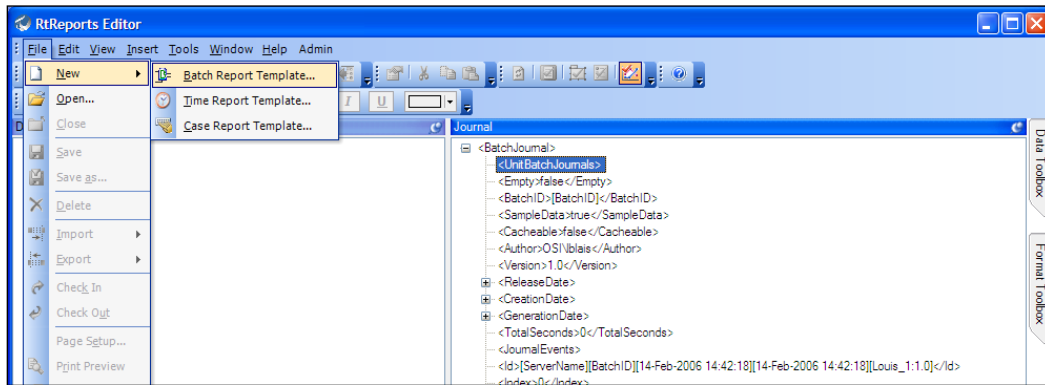 RtReports Editor
File Edit View Insert Tools Window Help Admin
New
Batch Report Template...
Time Report Template...
Case Report Template...
Open...
Close
Save
Save as...
Delete
Import
Export
Check In
Check Out
Page Setup...
Print Preview
I U
D
Journal
<BatchJournal>
<UnitBatchJournals>
<Empty>false</Empty>
<BatchID>[BatchID]</BatchID>
<SampleData>true</SampleData>
<Cacheable>false</Cacheable>
<Author>OSI\lblais</Author>
<Version>1.0</Version>
<ReleaseDate>
<CreationDate>
<GenerationDate>
<TotalSeconds>0</TotalSeconds>
<JournalEvents>
<Id>[ServerName][BatchID][14-Feb-2006 14:42:18][14-Feb-2006 14:42:18][Louis_1:1.0]</Id>
<Index>0</Index>
Data Toolbox
Format Toolbox